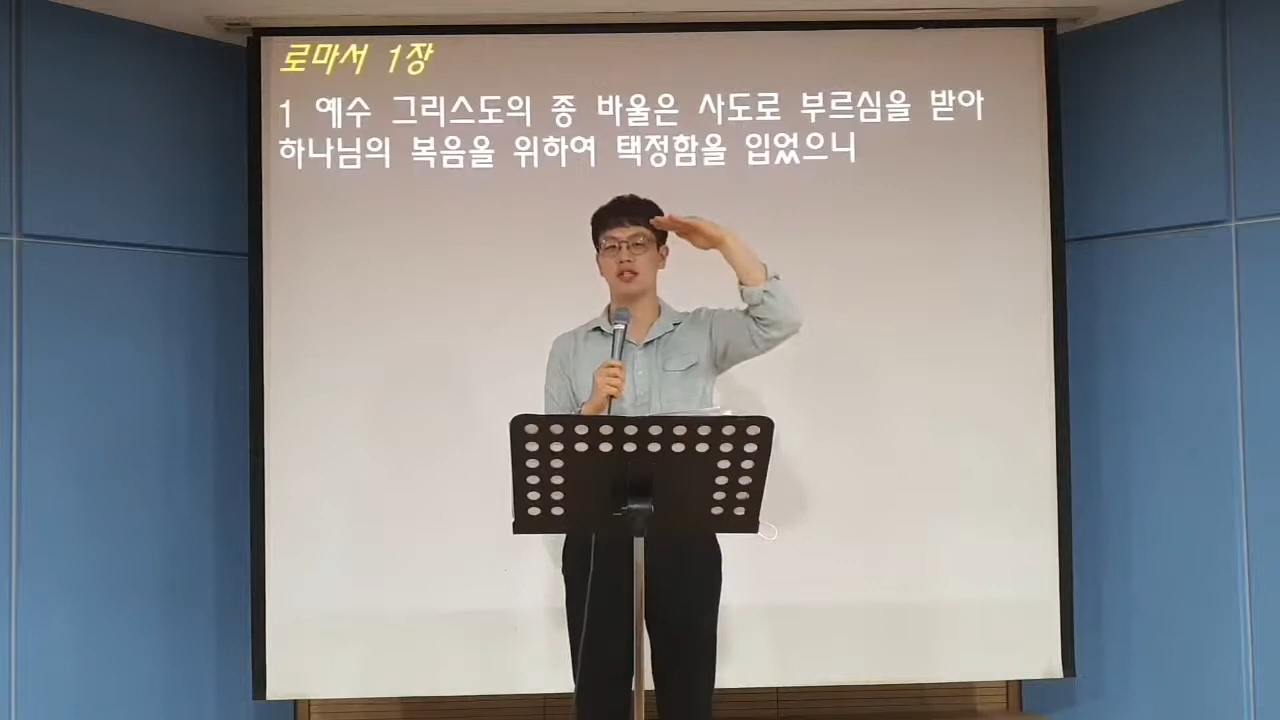 로마서 1장
1 예수 그리스도의 종 바울은 사도로 부르심을 받아
하나님의 복음을 위하여 택정함을 입었으니